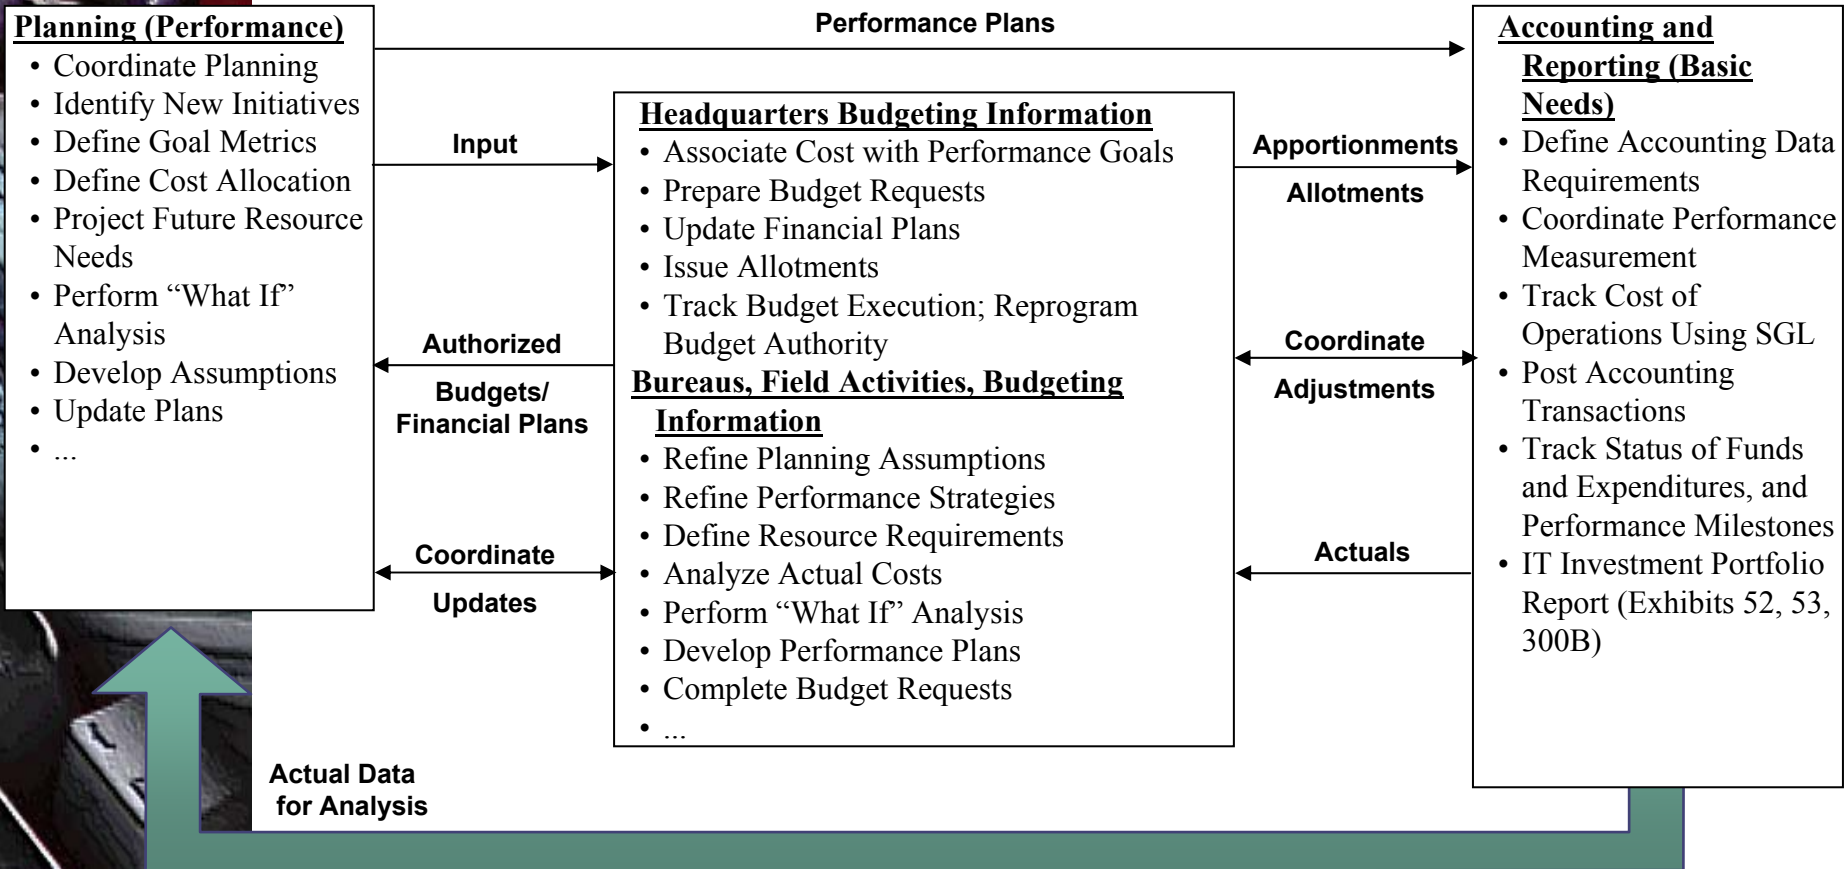 Planning (Performance)
• Coordinate Planning
• Identify New Initiatives
• Define Goal Metrics
• Define Cost Allocation
• Project Future Resource
Needs
• Perform “What If”
Analysis
• Develop Assumptions
• Update Plans
• ...
Performance Plans
Input
Authorized
Budgets/
Financial Plans
Coordinate
Updates
Headquarters Budgeting Information
• Associate Cost with Performance Goals
• Prepare Budget Requests
• Update Financial Plans
• Issue Allotments
• Track Budget Execution; Reprogram
Budget Authority
Bureaus, Field Activities, Budgeting
Information
• Refine Planning Assumptions
• Refine Performance Strategies
• Define Resource Requirements
• Analyze Actual Costs
• Perform “What If” Analysis
• Develop Performance Plans
• Complete Budget Requests
• ...
Apportionments
Allotments
Coordinate
Adjustments
Actuals
Accounting and
Reporting (Basic
Needs)
• Define Accounting Data
Requirements
• Coordinate Performance
Measurement
• Track Cost of
Operations Using SGL
• Post Accounting
Transactions
• Track Status of Funds
and Expenditures, and
Performance Milestones
• IT Investment Portfolio
Report (Exhibits 52, 53,
300B)
Actual Data
for Analysis